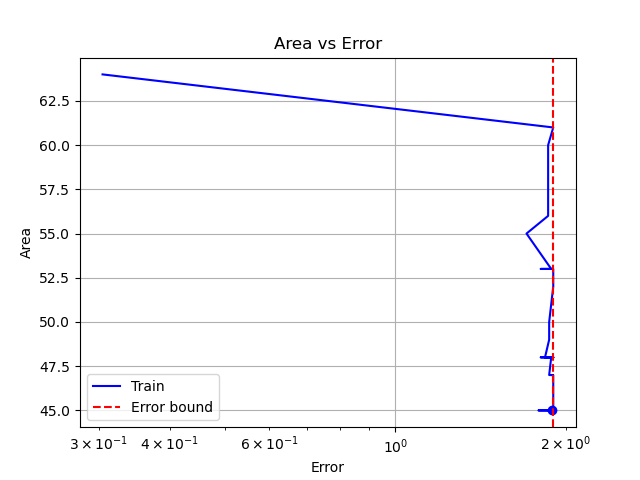 Area vs Error
62.5
60.0
57.5
55.0
52.5
50.0
47.5
45.0
Area
Train
Error bound
3 × 10⁻¹ 4 × 10⁻¹ 6 × 10⁻¹ 10⁰ 2 × 10⁰
Error